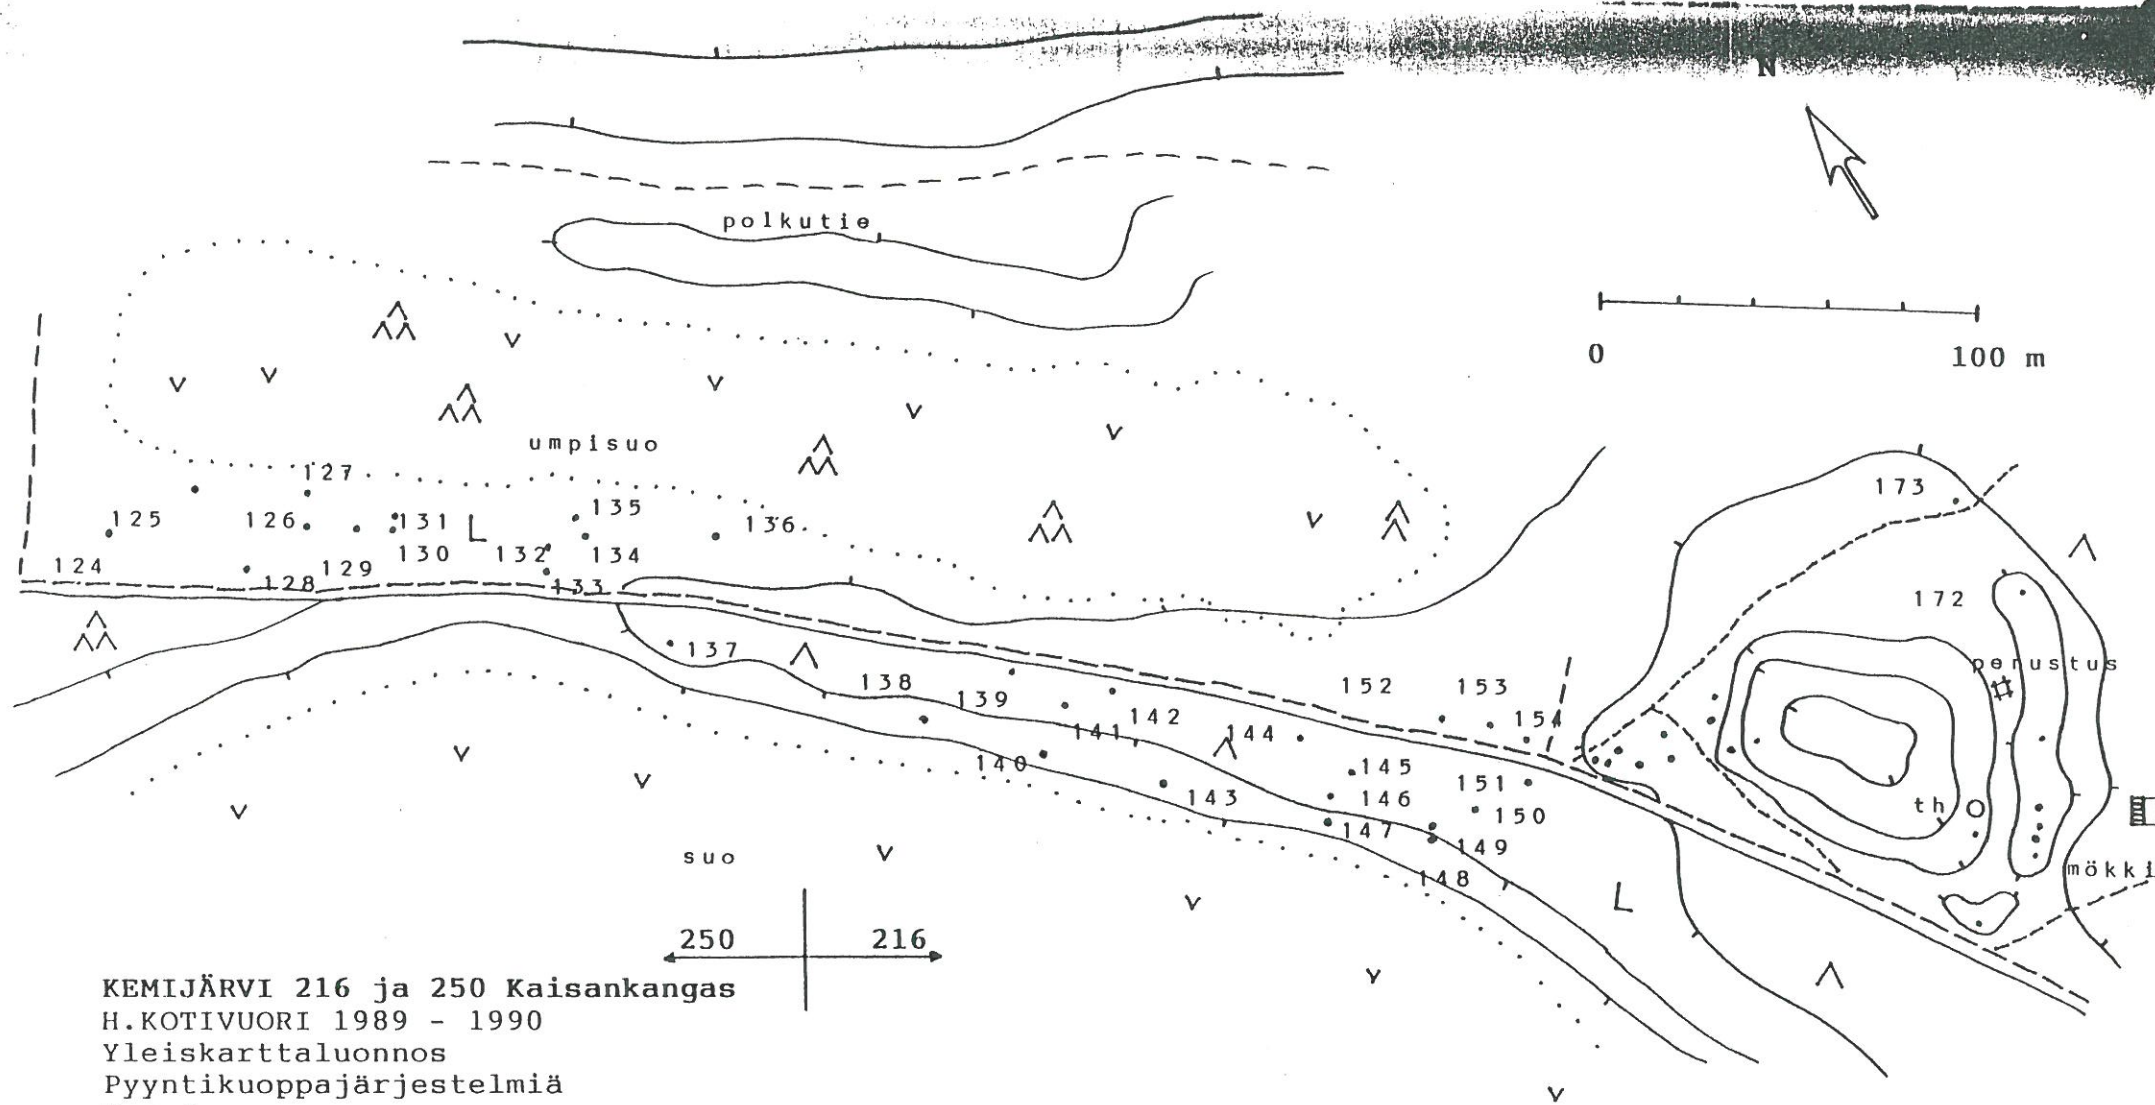 N
polkutie
0 100 m
umpisuo
127
173
125 126 131 135 136
130 132 134
124 128 129 133
172
137
perustus
138 139 152 153
142 154
141 144
140 145 151
143 146 150
th
147 149
148
mökki
suo
250 216
KEMIJÄRVI 216 ja 250 Kaisankangas
H.KOTIVUORI 1989 - 1990
Yleiskarttaluonnos
Pyyntikuoppajärjestelmiä